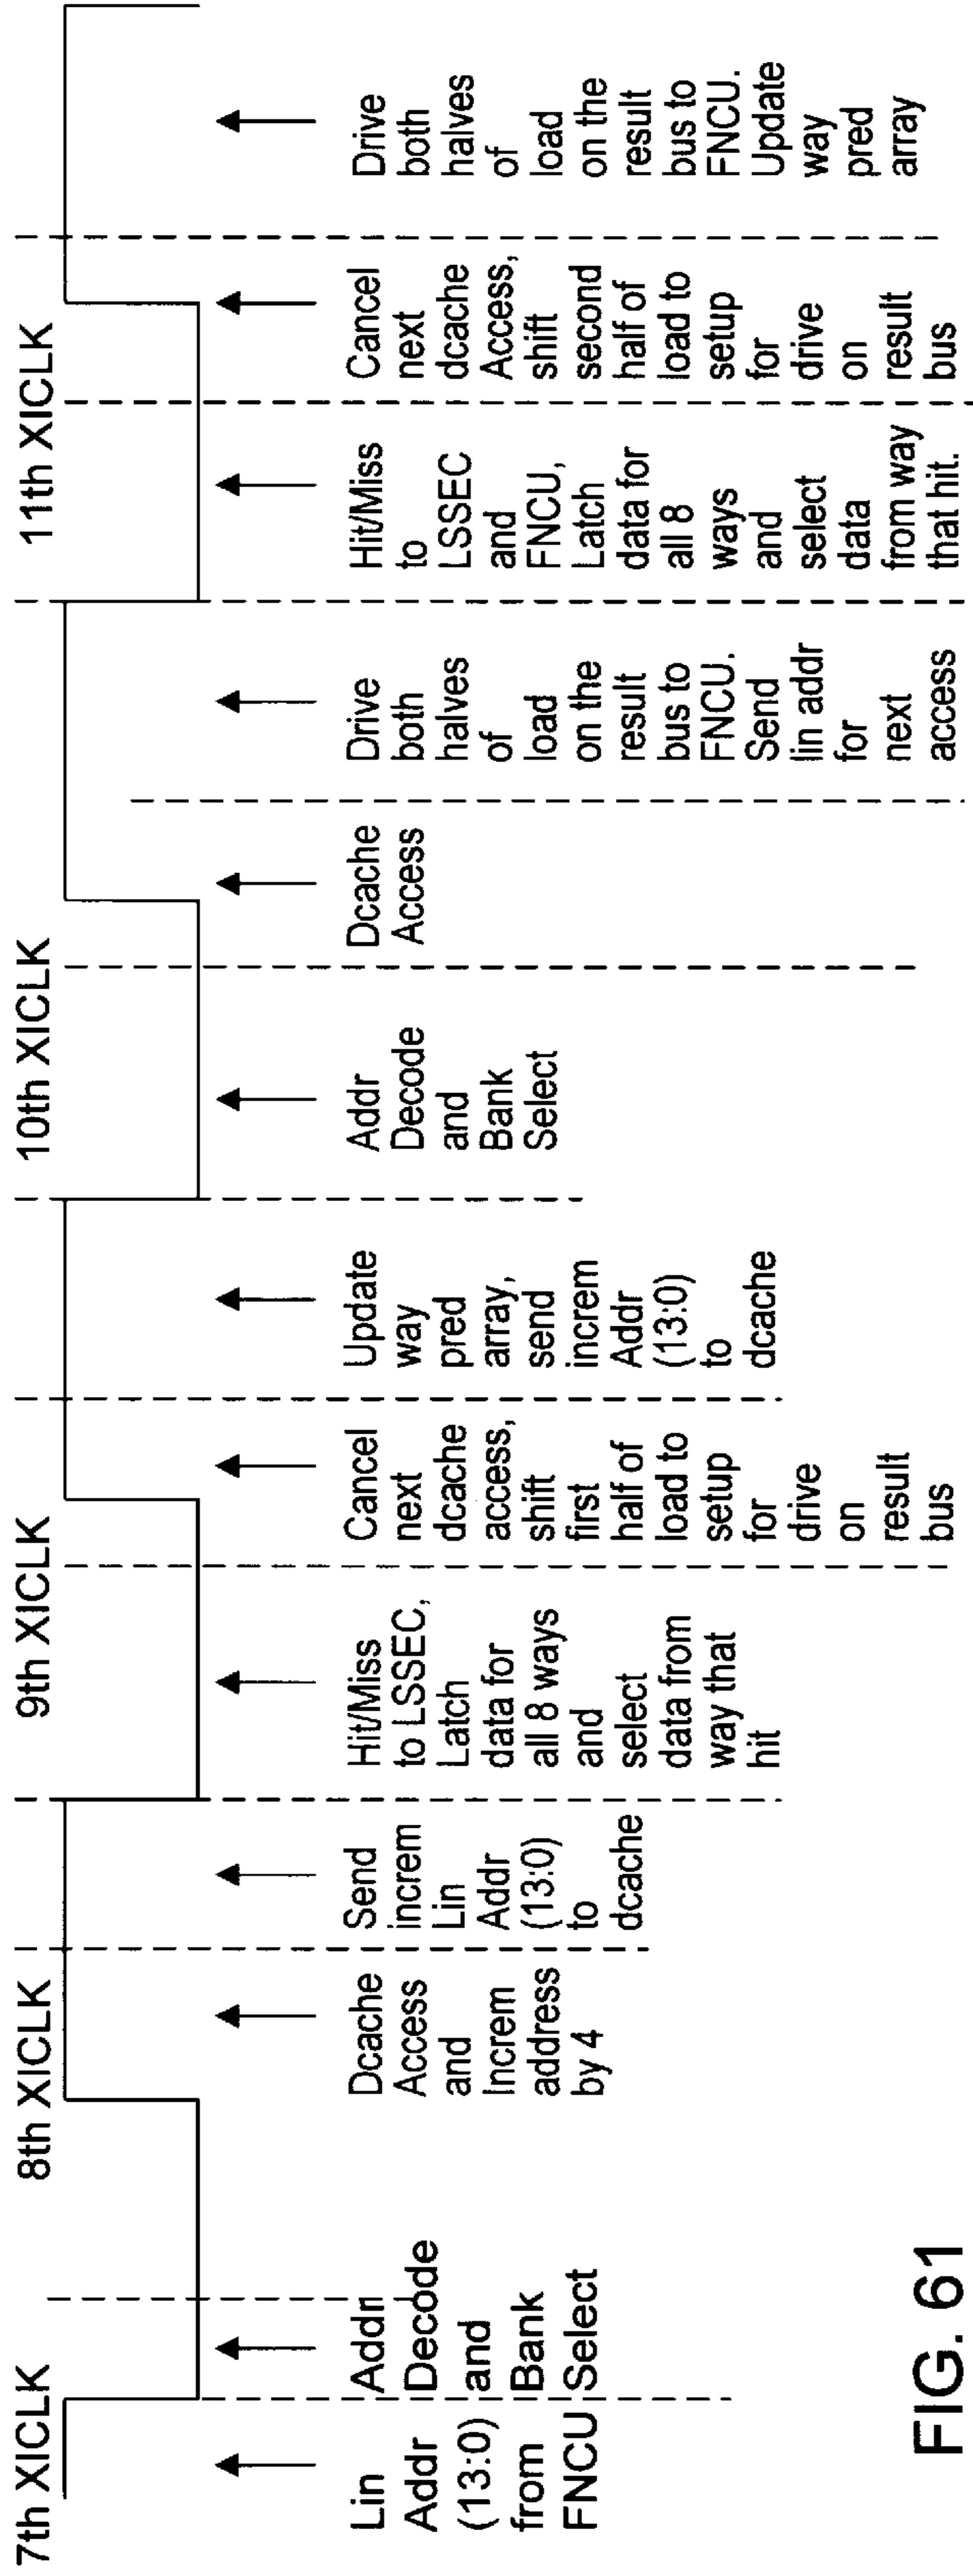 7th XICLK
8th XICLK
9th XICLK
10th XICLK
11th XICLK
Lin
Addr
(13:0)
from
FNCU
Addr
Decode
and
Bank
Select
Dcache
Access
and
Increm
address
by 4
Send
increm
Lin
Addr
(13:0)
to
dcache
Hit/Miss
to LSSEC,
Latch
data for
all 8 ways
and
select
data from
way that
hit
Cancel
next
dcache
access,
shift
first
half of
load to
setup
for
drive
on
result
bus
Update
way
pred
array,
send
increm
Addr
(13:0)
to
dcache
Addr
Decode
and
Bank
Select
Dcache
Access
Drive
both
halves
of
load
on the
result
bus to
FNCU.
Send
lin addr
for
next
access
Hit/Miss
to
LSSEC
and
FNCU,
Latch
data for
all 8
ways
and
select
data
from way
that hit.
Cancel
next
dcache
Access,
shift
second
half of
load to
setup
for
drive
on
result
bus
Drive
both
halves
of
load
on the
result
bus to
FNCU.
Update
way
pred
array
FIG. 61